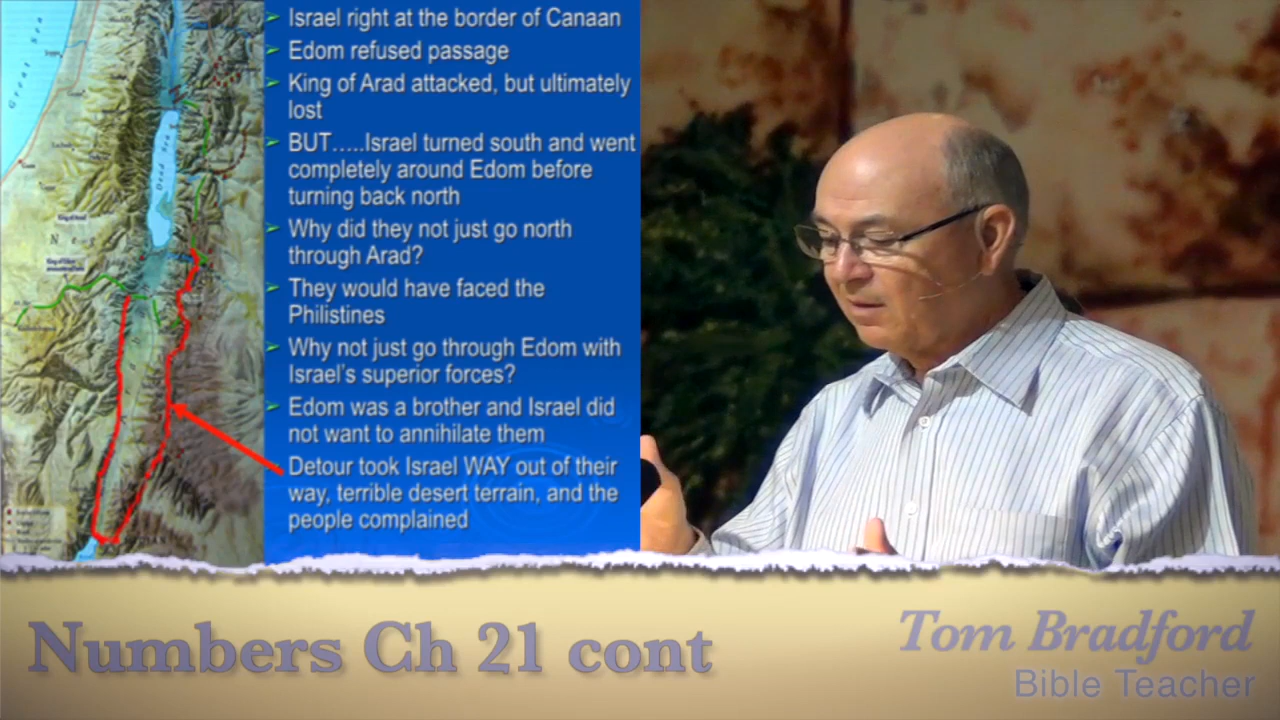 Great Sea
Dead Sea
Israel right at the border of Canaan
Edom refused passage
King of Arad attacked, but ultimately
lost
BUT…..Israel turned south and went
completely around Edom before
turning back north
Why did they not just go north
through Arad?
They would have faced the
Philistines
Why not just go through Edom with
Israel's superior forces?
Edom was a brother and Israel did
not want to annihilate them
Detour took Israel WAY out of their
way, terrible desert terrain, and the
people complained
Numbers Ch 21 cont
Tom Bradford
Bible Teacher